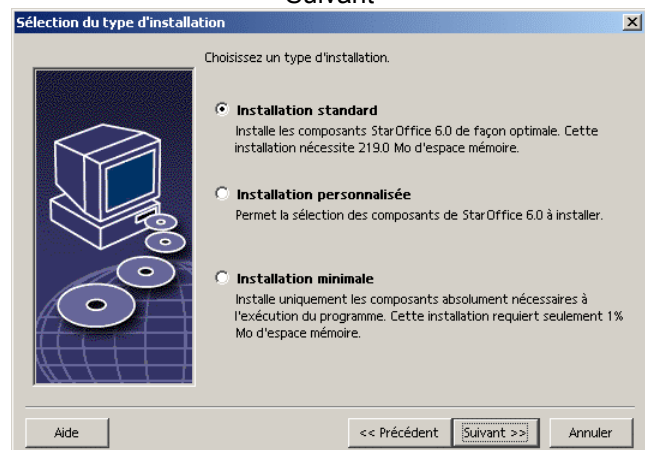 Suivant
Sélection du type d'installation
Choisissez un type d'installation.
Installation standard
Installe les composants StarOffice 6.0 de façon optimale. Cette
installation nécessite 219.0 Mo d'espace mémoire.
Installation personnalisée
Permet la sélection des composants de StarOffice 6.0 à installer.
Installation minimale
Installe uniquement les composants absolument nécessaires à
l'exécution du programme. Cette installation requiert seulement 1%
Mo d'espace mémoire.
Aide
<< Précédent
Suivant >>
Annuler